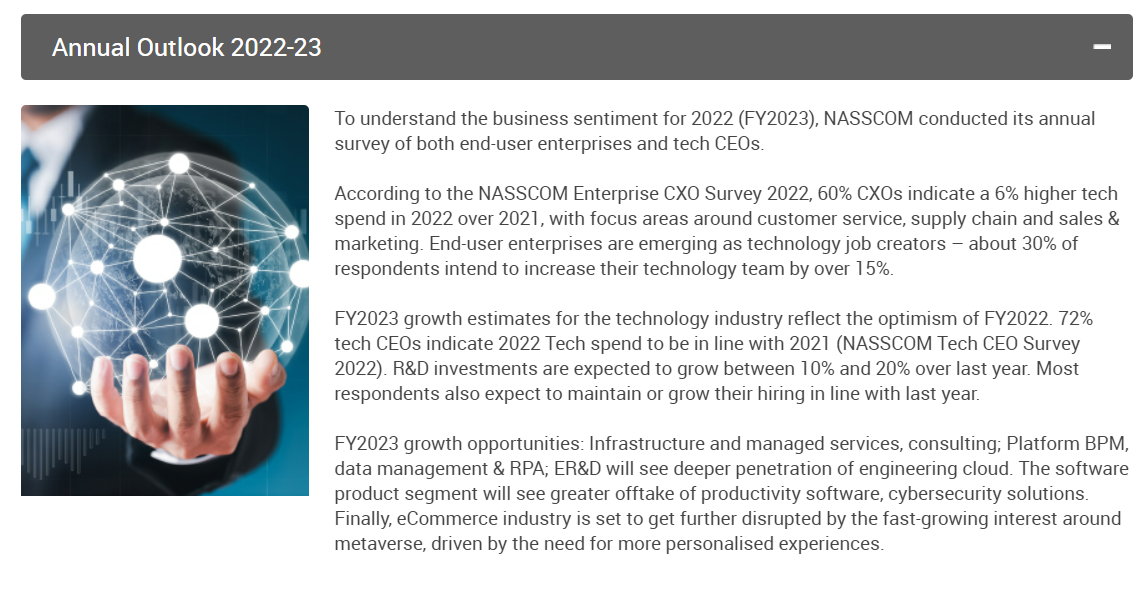 Annual Outlook 2022-23
To understand the business sentiment for 2022 (FY2023), NASSCOM conducted its annual
survey of both end-user enterprises and tech CEOs.
According to the NASSCOM Enterprise CXO Survey 2022, 60% CXOs indicate a 6% higher tech
spend in 2022 over 2021, with focus areas around customer service, supply chain and sales &
marketing. End-user enterprises are emerging as technology job creators – about 30% of
respondents intend to increase their technology team by over 15%.
FY2023 growth estimates for the technology industry reflect the optimism of FY2022. 72%
tech CEOs indicate 2022 Tech spend to be in line with 2021 (NASSCOM Tech CEO Survey
2022). R&D investments are expected to grow between 10% and 20% over last year. Most
respondents also expect to maintain or grow their hiring in line with last year.
FY2023 growth opportunities: Infrastructure and managed services, consulting; Platform BPM,
data management & RPA; ER&D will see deeper penetration of engineering cloud. The software
product segment will see greater offtake of productivity software, cybersecurity solutions.
Finally, eCommerce industry is set to get further disrupted by the fast-growing interest around
metaverse, driven by the need for more personalised experiences.